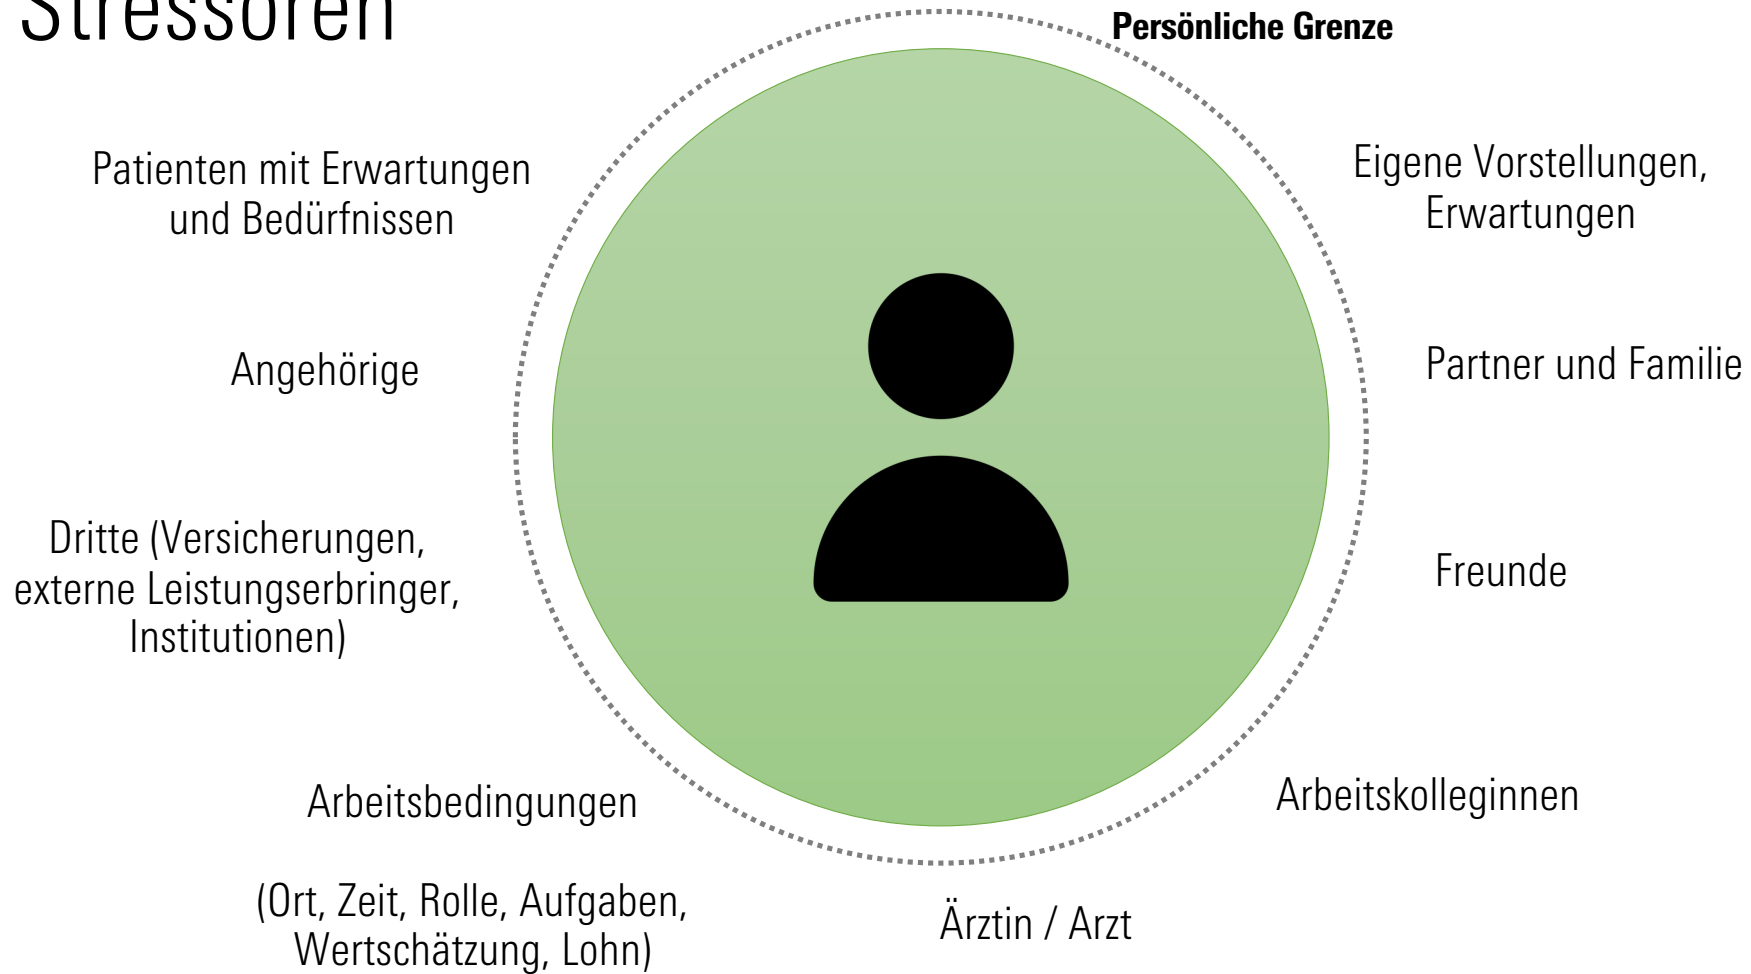 Stressoren
Persönliche Grenze
Patienten mit Erwartungen
und Bedürfnissen
Eigene Vorstellungen,
Erwartungen
Angehörige
Partner und Familie
Dritte (Versicherungen,
externe Leistungserbringer,
Institutionen)
Freunde
Arbeitsbedingungen
(Ort, Zeit, Rolle, Aufgaben,
Wertschätzung, Lohn)
Arbeitskolleginnen
Ärztin / Arzt